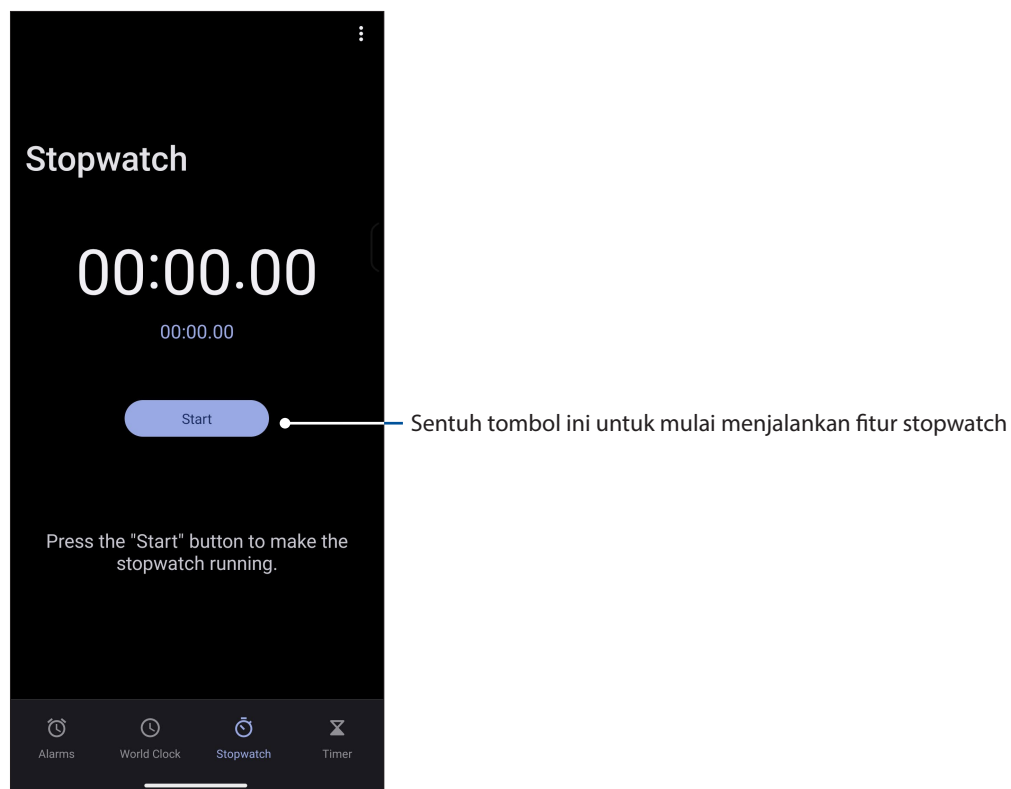 Stopwatch
00:00.00
00:00.00
Start
Sentuh tombol ini untuk mulai menjalankan fitur stopwatch
Press the "Start" button to make the
stopwatch running.
Alarms
World Clock
Stopwatch
Timer